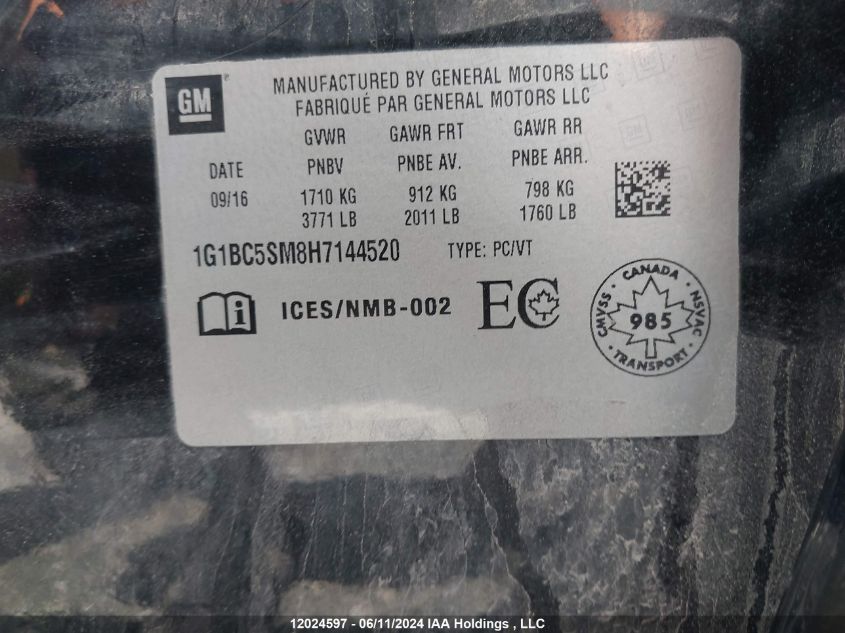 GM
MANUFACTURED BY GENERAL MOTORS LLC
FABRIQUÉ PAR GENERAL MOTORS LLC
GVWR GAWR FRT GAWR RR
DATE PNBV PNBE AV. PNBE ARR.
09/16 1710 KG 912 KG 798 KG
3771 LB 2011 LB 1760 LB
1G1BC5SM8H7144520 TYPE: PC/VT
i ICES/NMB-002 EC
CANADA
CMVSS 985 NSVAC
TRANSPORT
12024597 - 06/11/2024 IAA Holdings , LLC